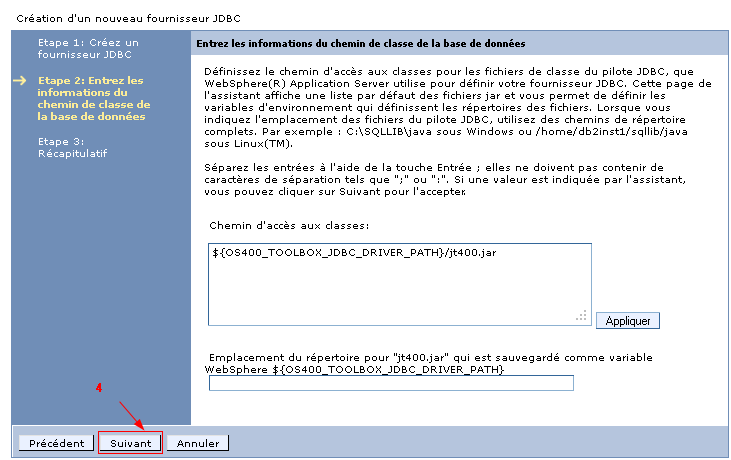 Création d'un nouveau fournisseur JDBC
Etape 1: Créez un
fournisseur JDBC
Etape 2: Entrez les
informations du
chemin de classe de
la base de données
Etape 3:
Récapitulatif
Entrez les informations du chemin de classe de la base de données
Définissez le chemin d'accès aux classes pour les fichiers de classe du pilote JDBC, que
WebSphere(R) Application Server utilise pour définir votre fournisseur JDBC. Cette page de
l'assistant affiche une liste par défaut des fichiers jar et vous permet de définir les
variables d'environnement qui définissent les répertoires des fichiers. Lorsque vous
indiquez l'emplacement des fichiers du pilote JDBC, utilisez des chemins de répertoire
complets. Par exemple : C:\SQLLIB\java sous Windows ou /home/db2inst1/sqllib/java
sous Linux(TM).
Séparez les entrées à l'aide de la touche Entrée ; elles ne doivent pas contenir de
caractères de séparation tels que ";" ou ":". Si une valeur est indiquée par l'assistant,
vous pouvez cliquer sur Suivant pour l'accepter.
Chemin d'accès aux classes:
${OS400_TOOLBOX_JDBC_DRIVER_PATH}/jt400.jar
Appliquer
Emplacement du répertoire pour "jt400.jar" qui est sauvegardé comme variable
WebSphere ${OS400_TOOLBOX_JDBC_DRIVER_PATH}
4
Précédent Suivant Annuler